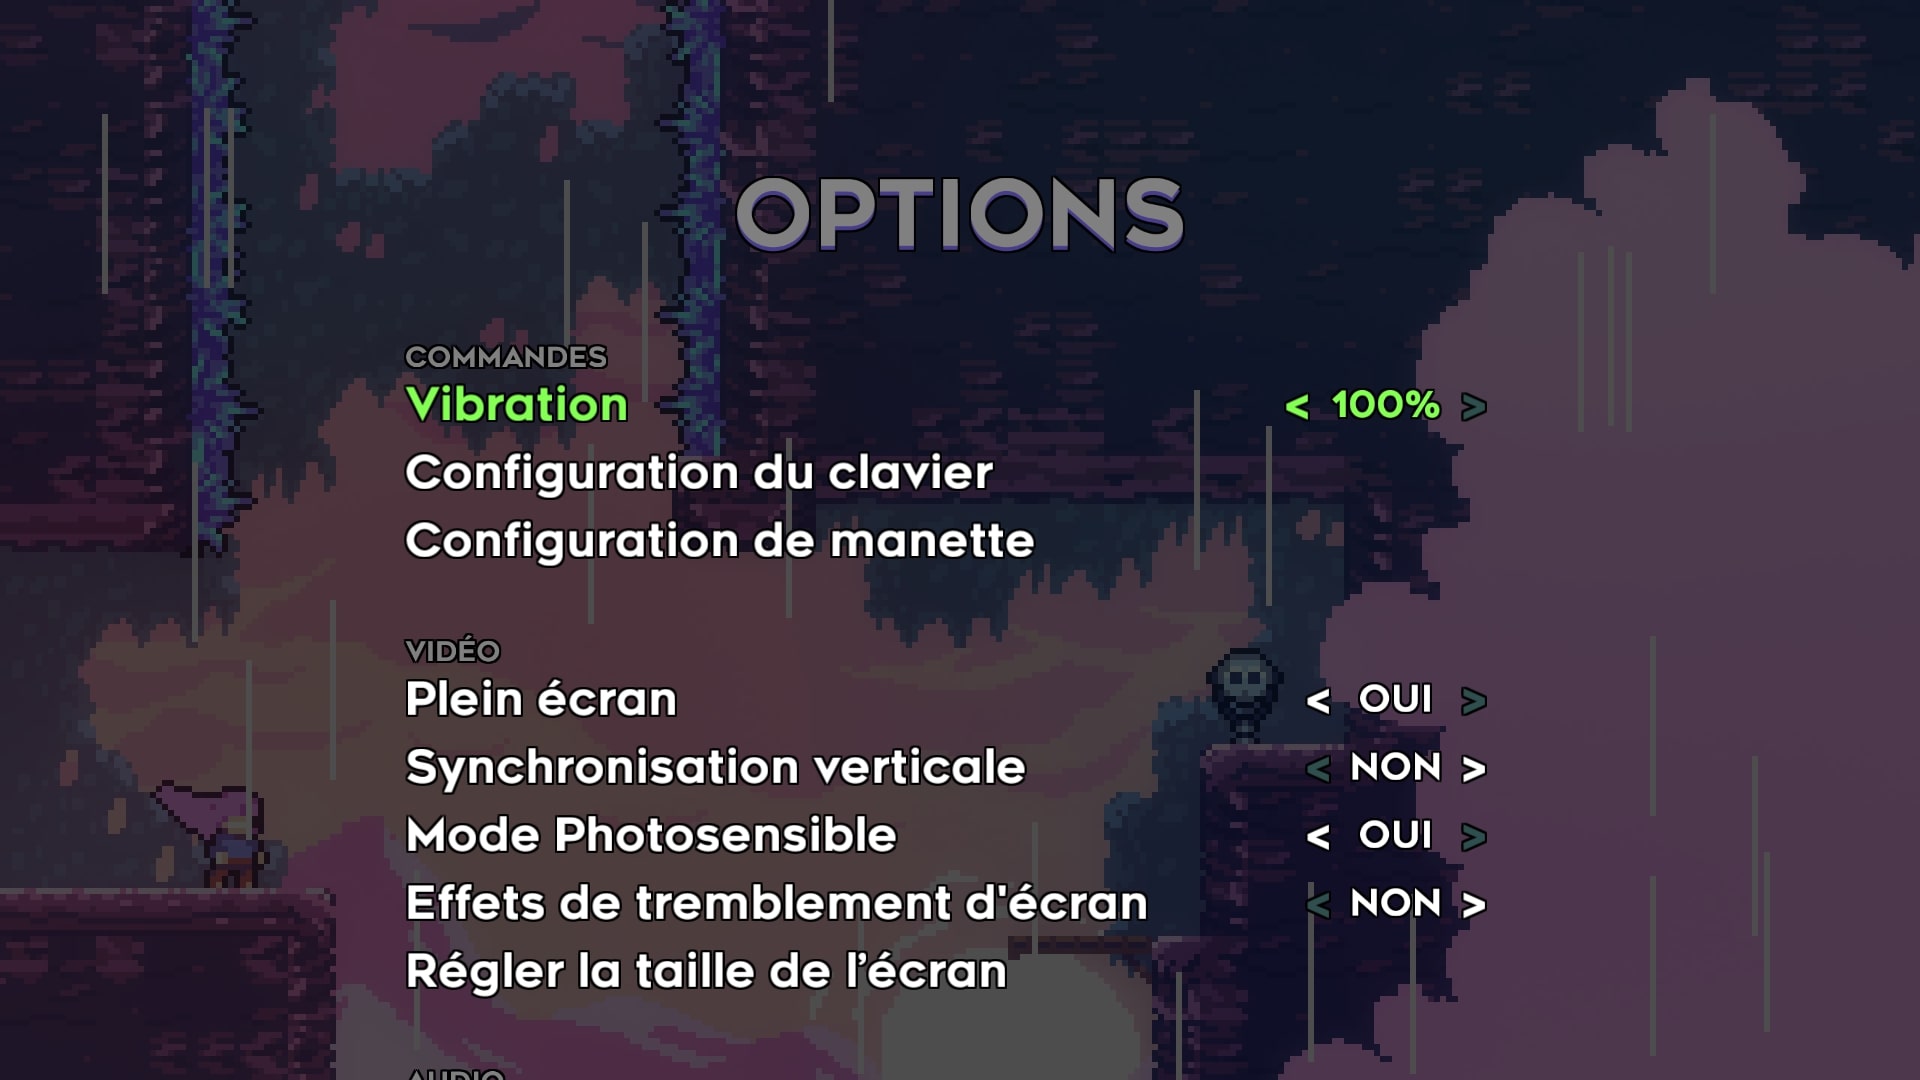 OPTIONS
COMMANDES
Vibration < 100% >
Configuration du clavier
Configuration de manette
VIDÉO
Plein écran < OUI >
Synchronisation verticale < NON >
Mode Photosensible < OUI >
Effets de tremblement d'écran < NON >
Régler la taille de l’écran
AUDIO